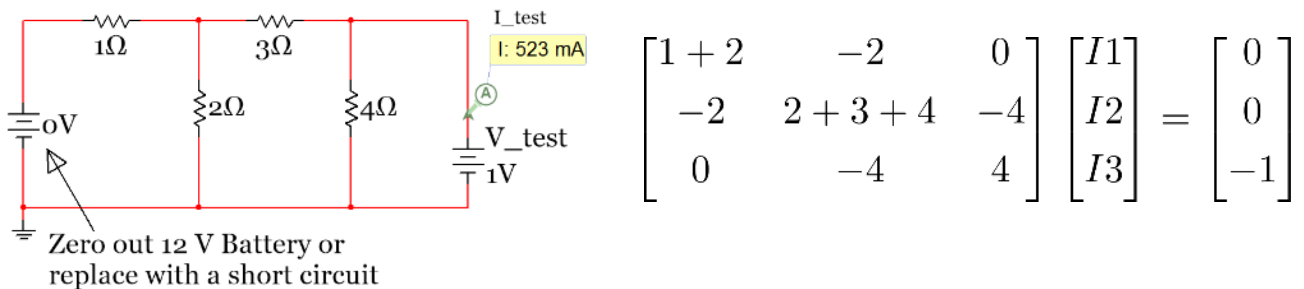 1Ω
3Ω
I_test
I: 523 mA
A
2Ω
4Ω
0V
V_test
1V
Zero out 12 V Battery or
replace with a short circuit
1 + 2 −2 0 I1 0
−2 2 + 3 + 4 −4 I2 = 0
0 −4 4 I3 −1